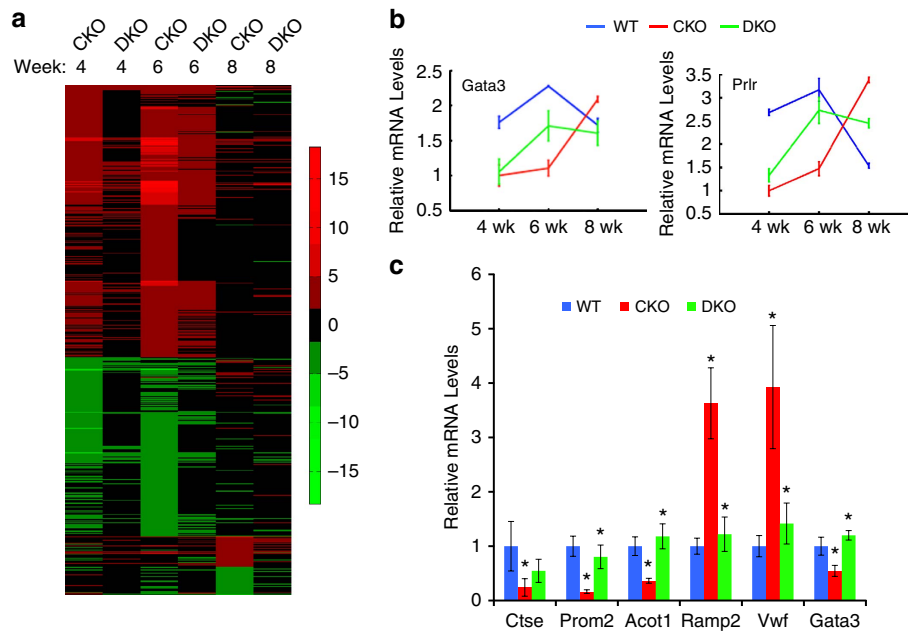 a
CKO DKO CKO DKO CKO DKO
Week: 4 4 6 6 8 8
15
10
5
0
−5
−10
−15
b
WT CKO DKO
Relative mRNA Levels
2.5
2
1.5
1
0.5
Gata3
4 wk 6 wk 8 wk
Relative mRNA Levels
3.5
3
2.5
2
1.5
1
0.5
Prlr
4 wk 6 wk 8 wk
c
Relative mRNA Levels
6
5
4
3
2
1
0
WT CKO DKO
* * * * * * * * * * *
Ctse Prom2 Acot1 Ramp2 Vwf Gata3